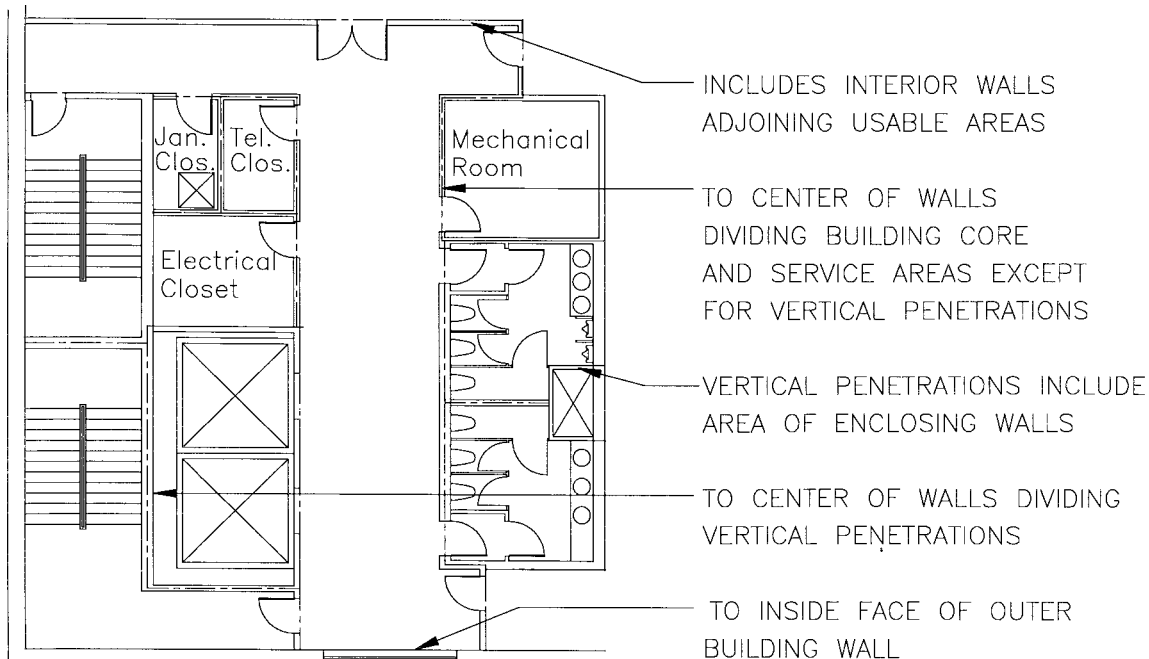 INCLUDES INTERIOR WALLS
ADJOINING USABLE AREAS
Jan.
Clos.
Tel.
Clos.
Mechanical
Room
TO CENTER OF WALLS
DIVIDING BUILDING CORE
AND SERVICE AREAS EXCEPT
FOR VERTICAL PENETRATIONS
Electrical
Closet
VERTICAL PENETRATIONS INCLUDE
AREA OF ENCLOSING WALLS
TO CENTER OF WALLS DIVIDING
VERTICAL PENETRATIONS
TO INSIDE FACE OF OUTER
BUILDING WALL